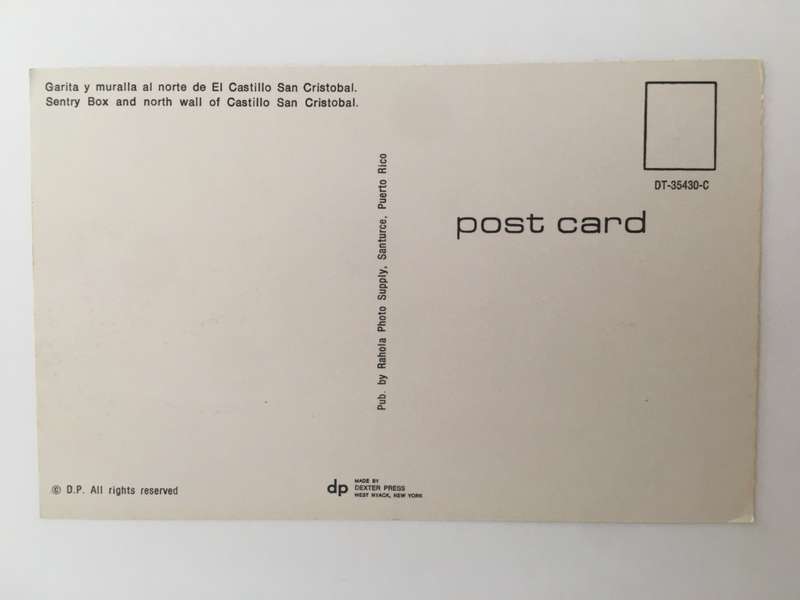 Garita y muralla al norte de El Castillo San Cristobal.
Sentry Box and north wall of Castillo San Cristobal.
DT-35430-C
post card
Pub. by Rahola Photo Supply, Santurce, Puerto Rico
© D.P. All rights reserved
dp
MADE BY
DEXTER PRESS
WEST NYACK, NEW YORK